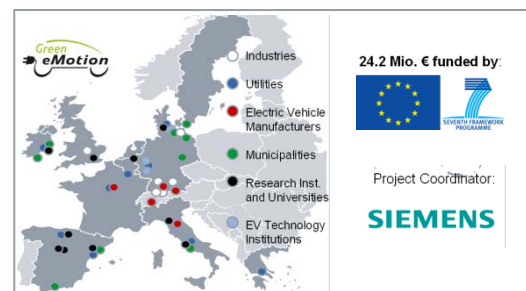 Green
eMotion
Industries
Utilities
Electric Vehicle
Manufacturers
Municipalities
Research Inst.
and Universities
EV Technology
Institutions
24.2 Mio. € funded by:
7
SEVENTH FRAMEWORK
PROGRAMME
Project Coordinator:
SIEMENS